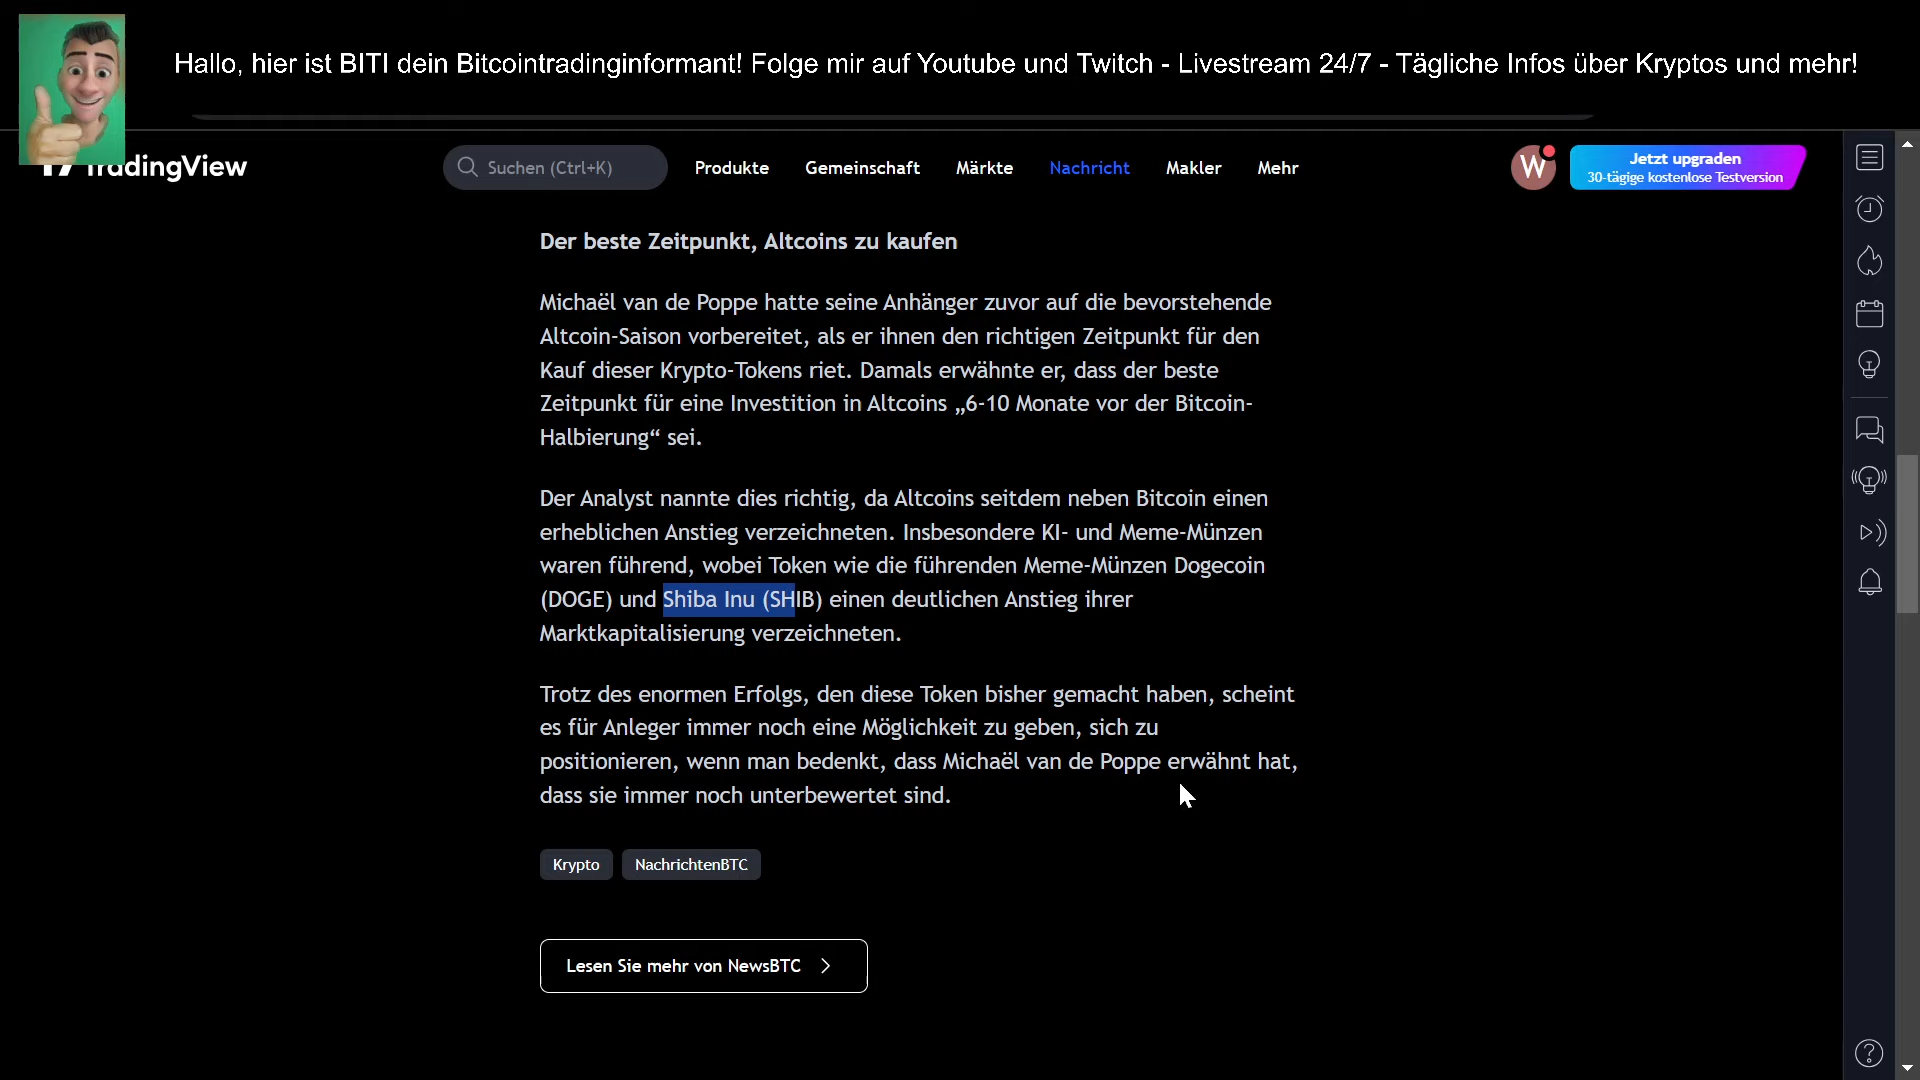 Hallo, hier ist BITI dein Bitcointradinginformant! Folge mir auf Youtube und Twitch - Livestream 24/7 - Tägliche Infos über Kryptos und mehr!
TradingView
Suchen (Ctrl+K)
Produkte
Gemeinschaft
Märkte
Nachricht
Makler
Mehr
W
Jetzt upgraden
30-tägige kostenlose Testversion
Der beste Zeitpunkt, Altcoins zu kaufen
Michaël van de Poppe hatte seine Anhänger zuvor auf die bevorstehende
Altcoin-Saison vorbereitet, als er ihnen den richtigen Zeitpunkt für den
Kauf dieser Krypto-Tokens riet. Damals erwähnte er, dass der beste
Zeitpunkt für eine Investition in Altcoins „6-10 Monate vor der Bitcoin-
Halbierung“ sei.
Der Analyst nannte dies richtig, da Altcoins seitdem neben Bitcoin einen
erheblichen Anstieg verzeichneten. Insbesondere KI- und Meme-Münzen
waren führend, wobei Token wie die führenden Meme-Münzen Dogecoin
(DOGE) und Shiba Inu (SHIB) einen deutlichen Anstieg ihrer
Marktkapitalisierung verzeichneten.
Trotz des enormen Erfolgs, den diese Token bisher gemacht haben, scheint
es für Anleger immer noch eine Möglichkeit zu geben, sich zu
positionieren, wenn man bedenkt, dass Michaël van de Poppe erwähnt hat,
dass sie immer noch unterbewertet sind.
Krypto
NachrichtenBTC
Lesen Sie mehr von NewsBTC